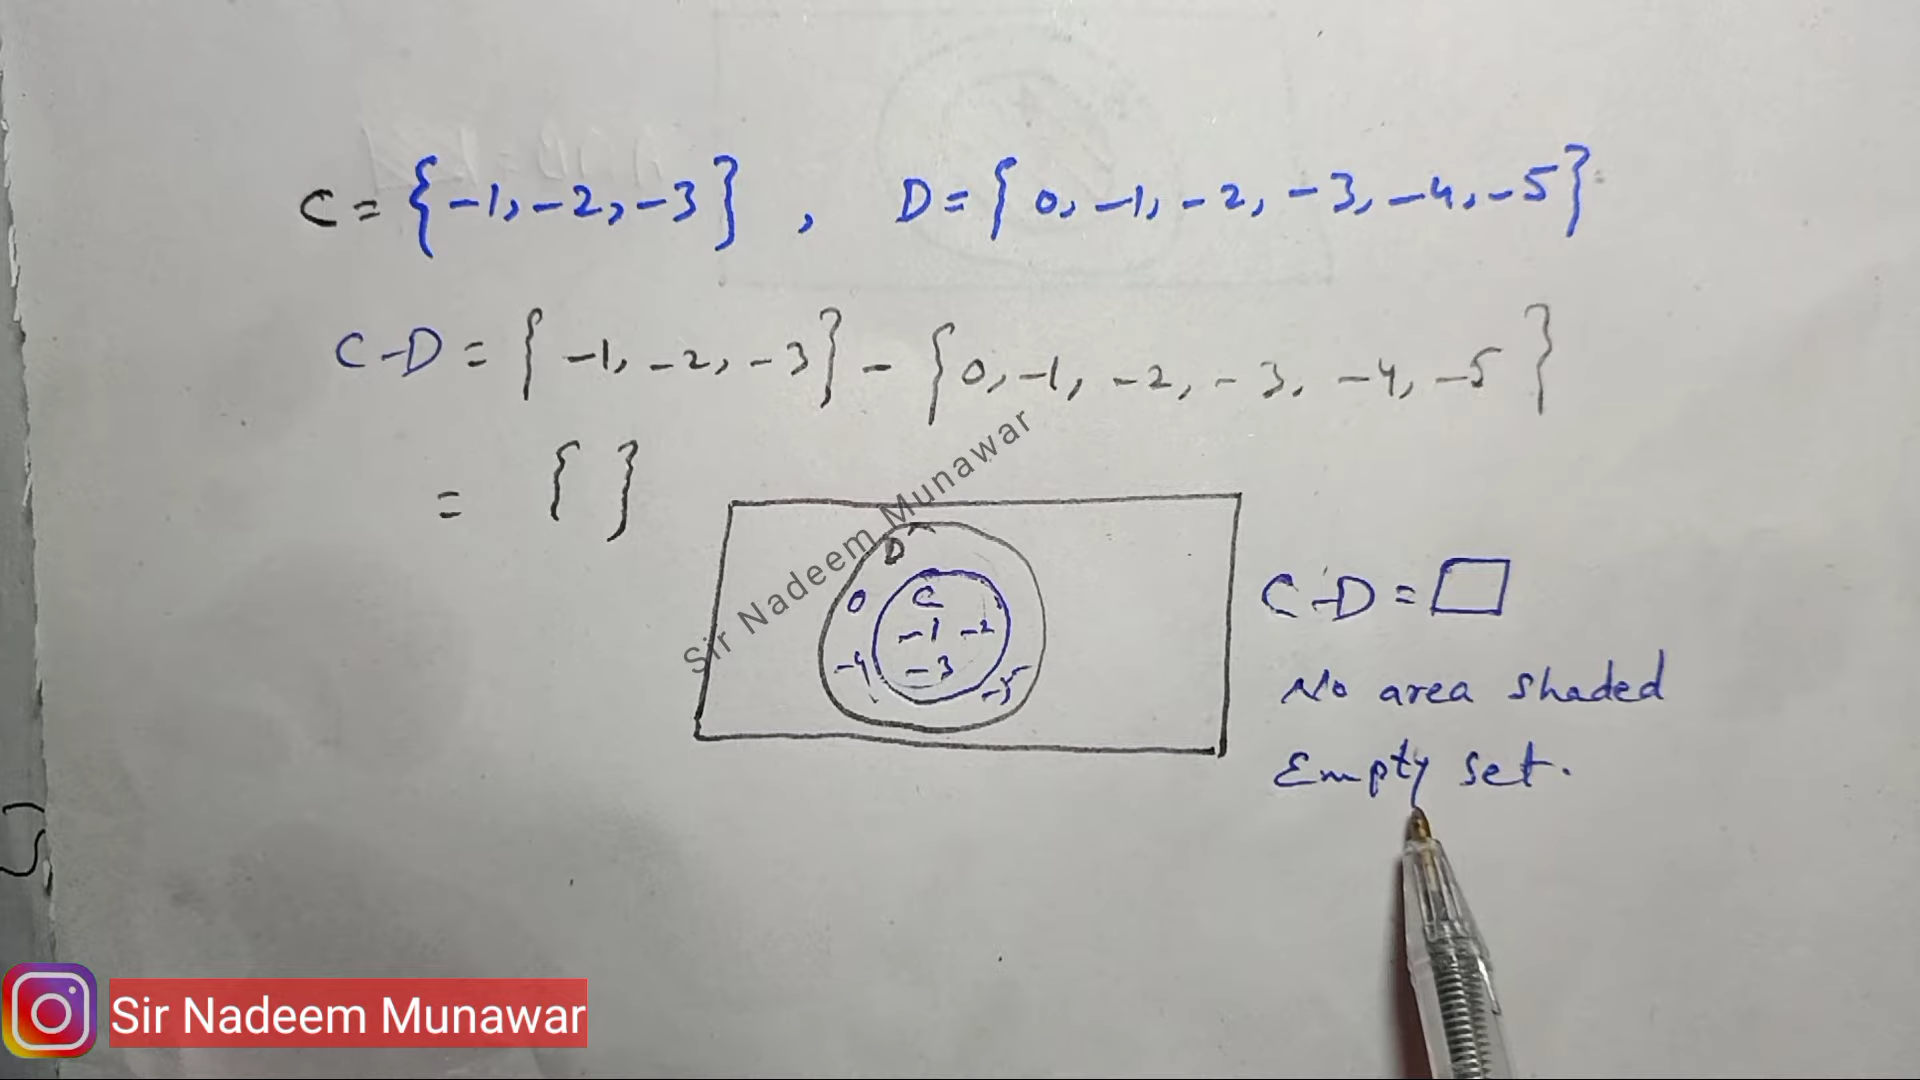 C = {-1, -2, -3} , D = {0, -1, -2, -3, -4, -5}
C-D = {-1, -2, -3} - {0, -1, -2, -3, -4, -5}
= { }
D
0 C
-1 -2
-4 -3 -5
C-D = □
No area shaded
Empty set.
Sir Nadeem Munawar
Sir Nadeem Munawar